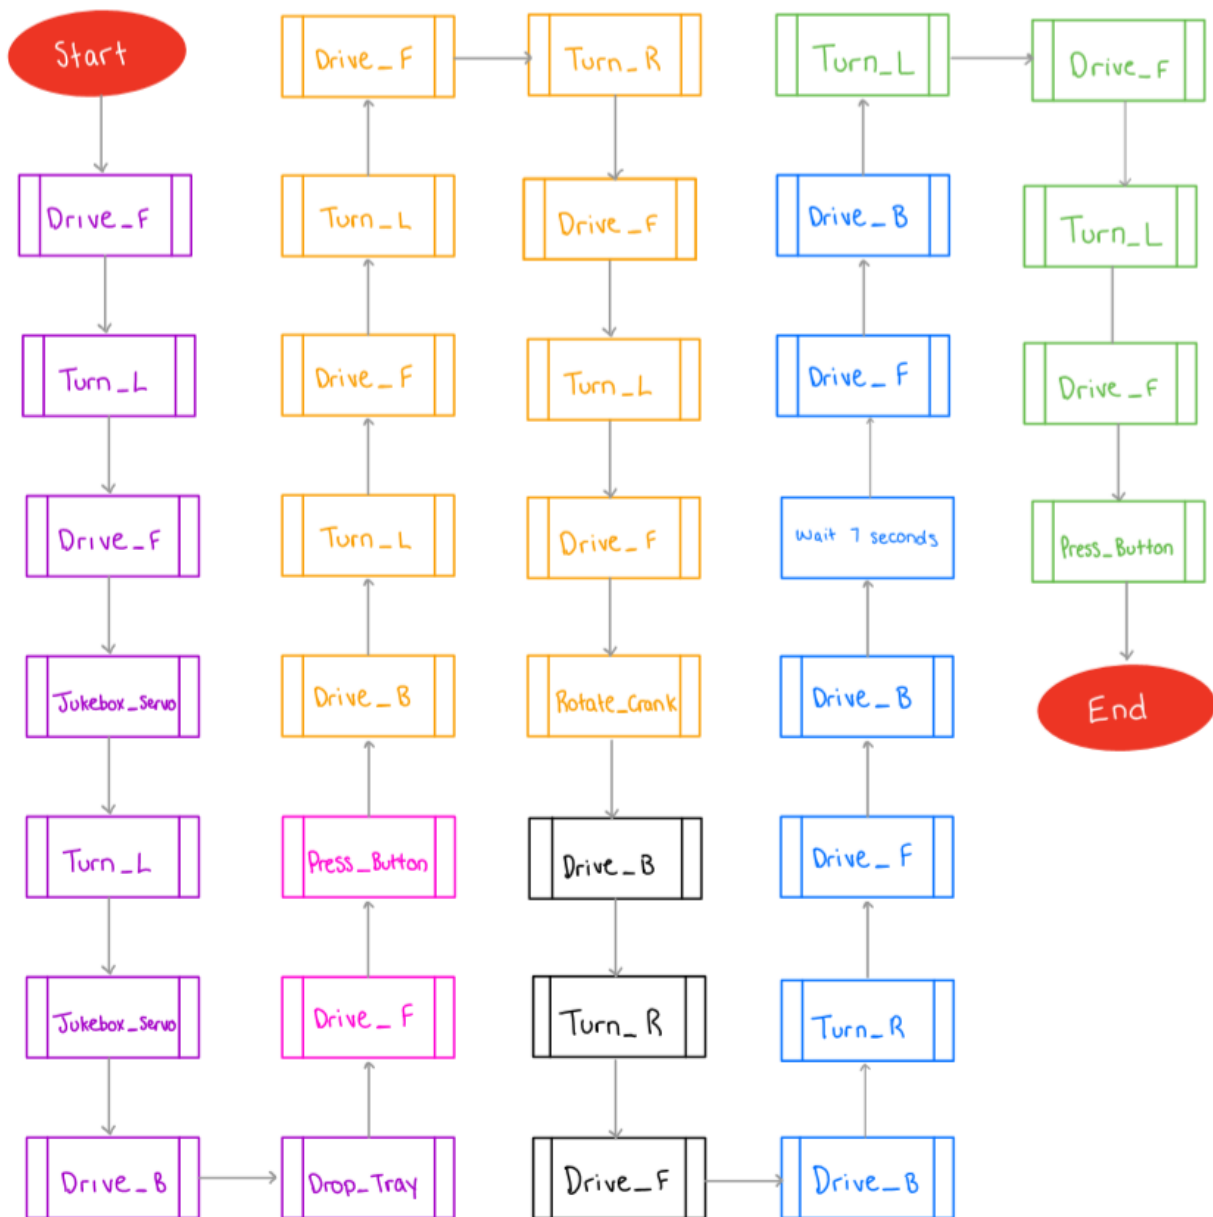 Start
Drive_F
Turn_L
Drive_F
Jukebox_Servo
Turn_L
Jukebox_Servo
Drive_B
Drop_Tray
Drive_F
Press_Button
Drive_B
Turn_L
Drive_F
Turn_L
Drive_F
Turn_R
Drive_F
Turn_L
Drive_F
Rotate_Crank
Drive_B
Turn_R
Drive_F
Drive_B
Turn_R
Drive_F
Drive_B
Wait 7 seconds
Drive_F
Drive_B
Turn_L
Drive_F
Turn_L
Drive_F
Press_Button
End